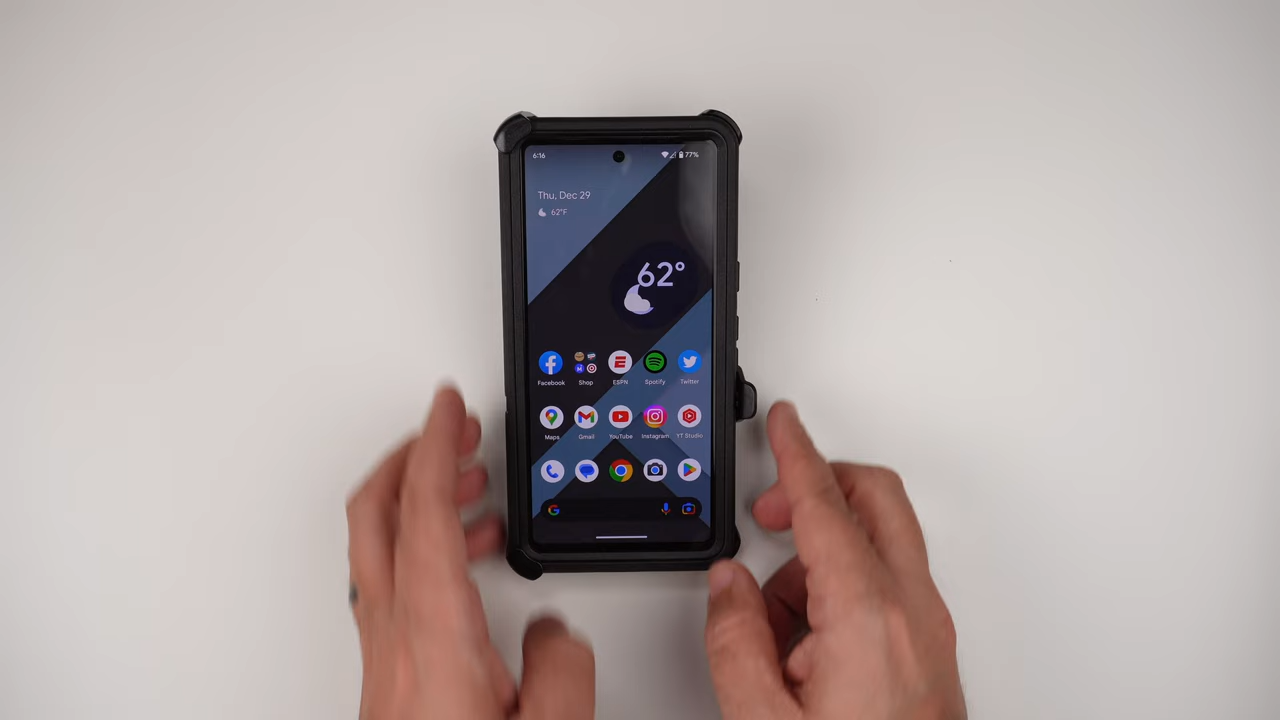 6:16 77%
Thu, Dec 29
62°F
62°
Facebook Shop ESPN Spotify Twitter
Maps Gmail YouTube Instagram YT Studio